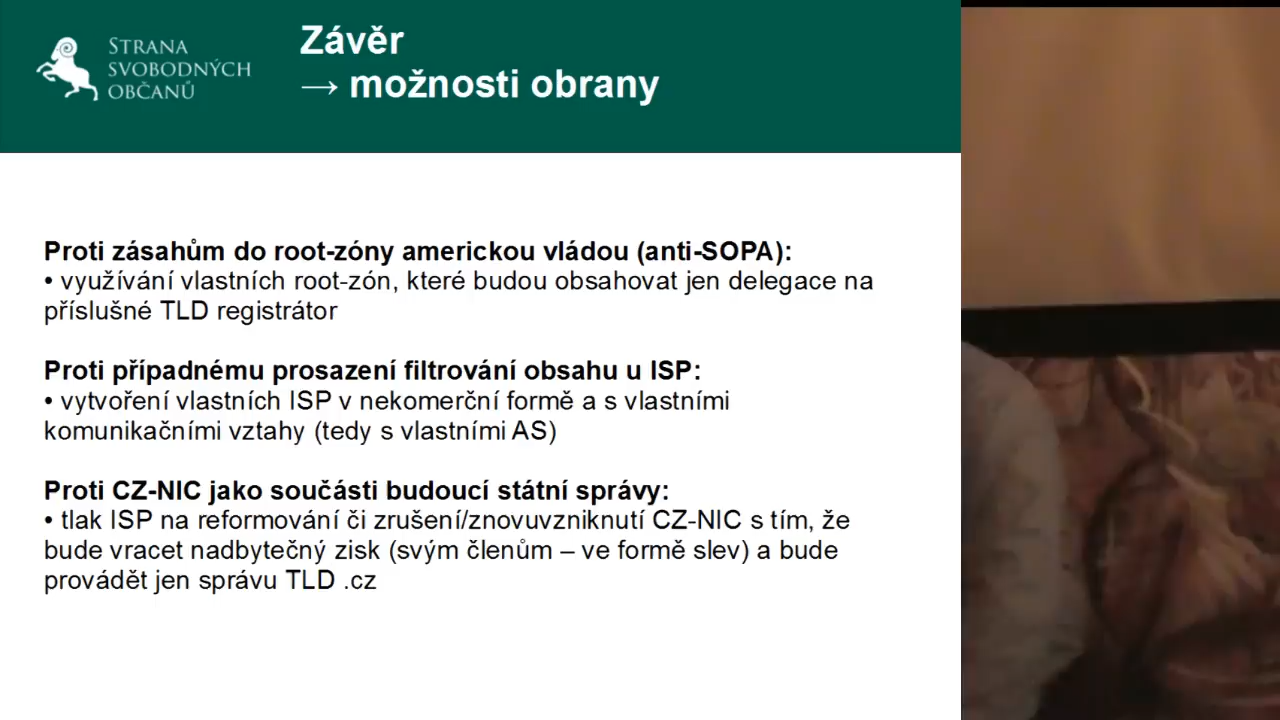 STRANA
SVOBODNÝCH
OBČANŮ
Závěr
→ možnosti obrany
Proti zásahům do root-zóny americkou vládou (anti-SOPA):
• využívání vlastních root-zón, které budou obsahovat jen delegace na
příslušné TLD registrátor
Proti případnému prosazení filtrování obsahu u ISP:
• vytvoření vlastních ISP v nekomerční formě a s vlastními
komunikačními vztahy (tedy s vlastními AS)
Proti CZ-NIC jako součásti budoucí státní správy:
• tlak ISP na reformování či zrušení/znovuvzniknutí CZ-NIC s tím, že
bude vracet nadbytečný zisk (svým členům – ve formě slev) a bude
provádět jen správu TLD .cz